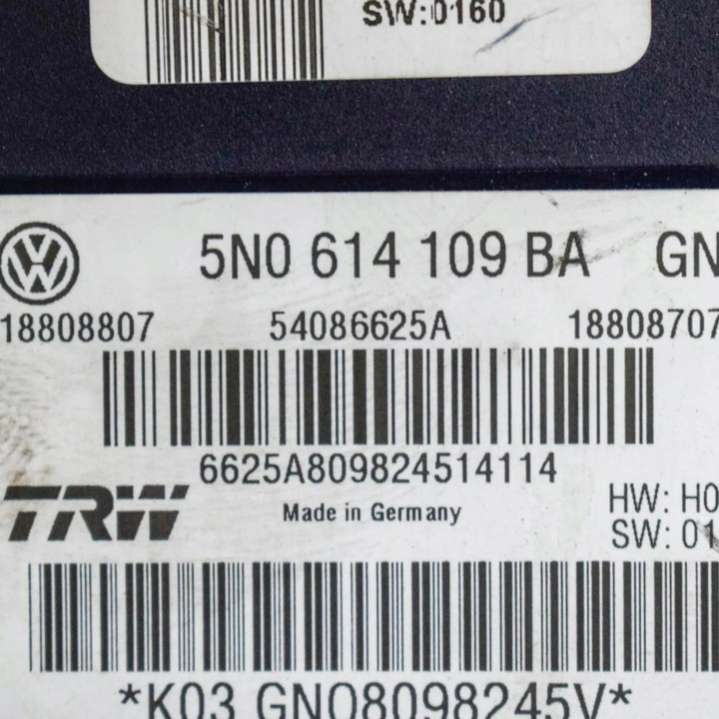 SW:0160
5N0 614 109 BA GN
18808807 54086625A 18808707
6625A809824514114
TRW Made in Germany HW: H0
SW: 01
*K03 GNO8098245V*